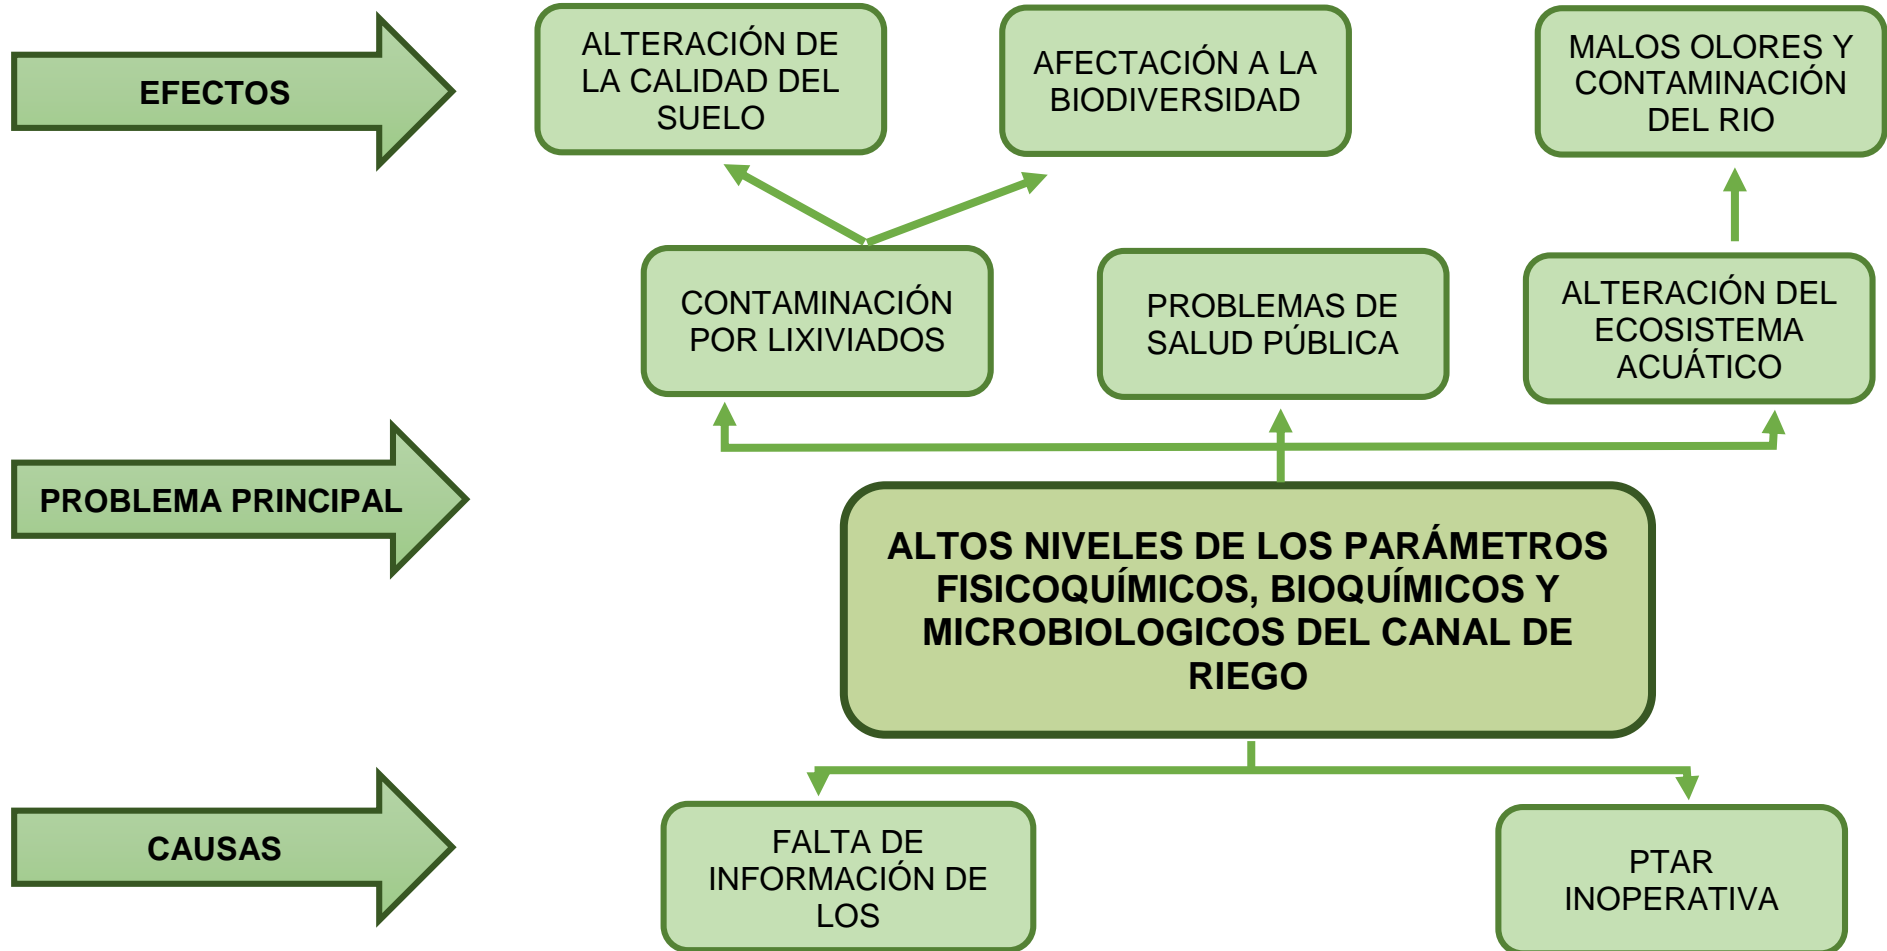 EFECTOS
ALTERACIÓN DE
LA CALIDAD DEL
SUELO
AFECTACIÓN A LA
BIODIVERSIDAD
MALOS OLORES Y
CONTAMINACIÓN
DEL RIO
CONTAMINACIÓN
POR LIXIVIADOS
PROBLEMAS DE
SALUD PÚBLICA
ALTERACIÓN DEL
ECOSISTEMA
ACUÁTICO
PROBLEMA PRINCIPAL
ALTOS NIVELES DE LOS PARÁMETROS
FISICOQUÍMICOS, BIOQUÍMICOS Y
MICROBIOLOGICOS DEL CANAL DE
RIEGO
CAUSAS
FALTA DE
INFORMACIÓN DE
LOS
PTAR
INOPERATIVA